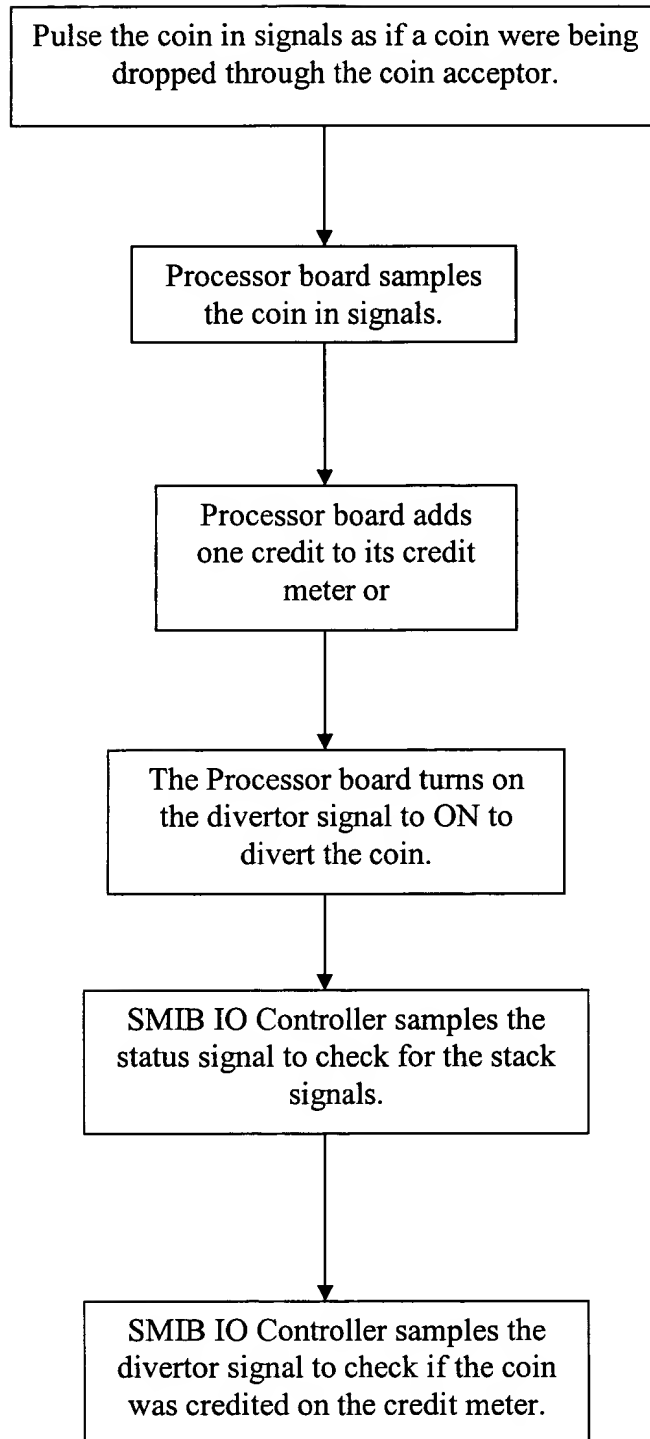 Pulse the coin in signals as if a coin were being
dropped through the coin acceptor.
Processor board samples
the coin in signals.
Processor board adds
one credit to its credit
meter or
The Processor board turns on
the divertor signal to ON to
divert the coin.
SMIB IO Controller samples the
status signal to check for the stack
signals.
SMIB IO Controller samples the
divertor signal to check if the coin
was credited on the credit meter.